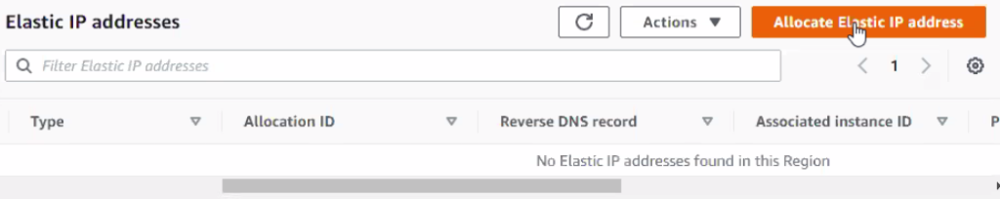 Elastic IP addresses Actions Allocate Elastic IP address
Filter Elastic IP addresses 1
Type Allocation ID Reverse DNS record Associated instance ID P
No Elastic IP addresses found in this Region